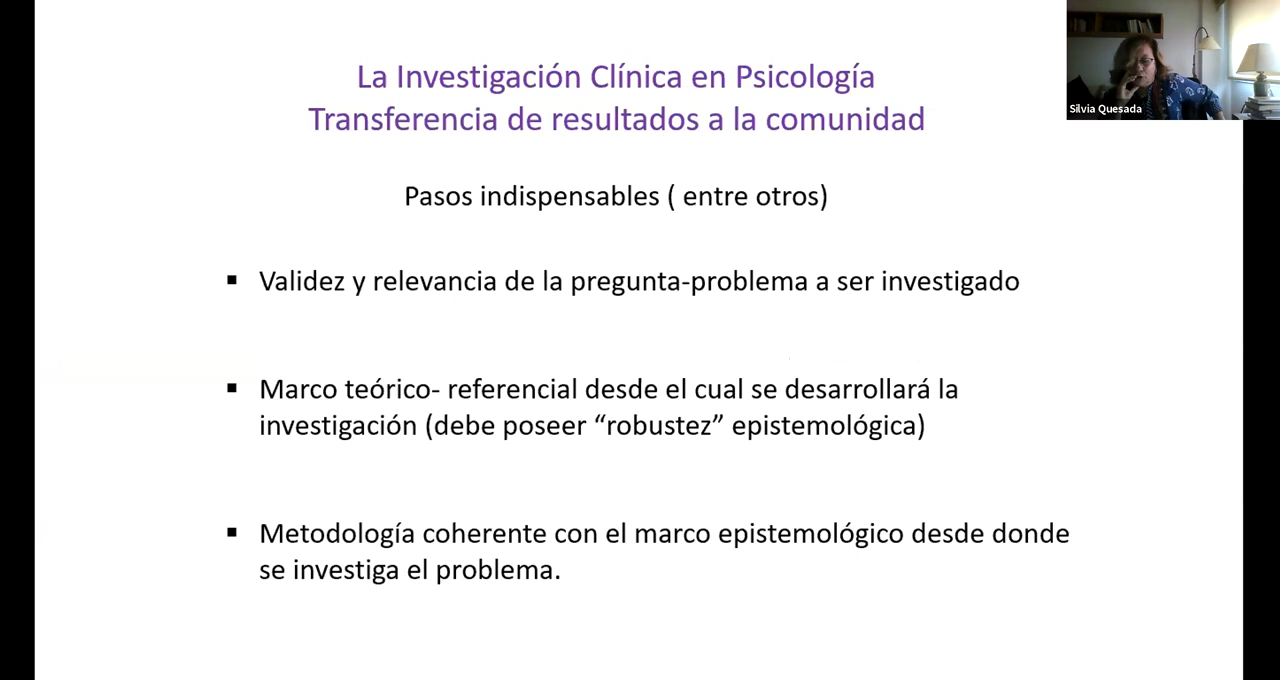 La Investigación Clínica en Psicología
Transferencia de resultados a la comunidad
Silvia Quesada
Pasos indispensables ( entre otros)
▪ Validez y relevancia de la pregunta-problema a ser investigado
▪ Marco teórico- referencial desde el cual se desarrollará la
investigación (debe poseer “robustez” epistemológica)
▪ Metodología coherente con el marco epistemológico desde donde
se investiga el problema.